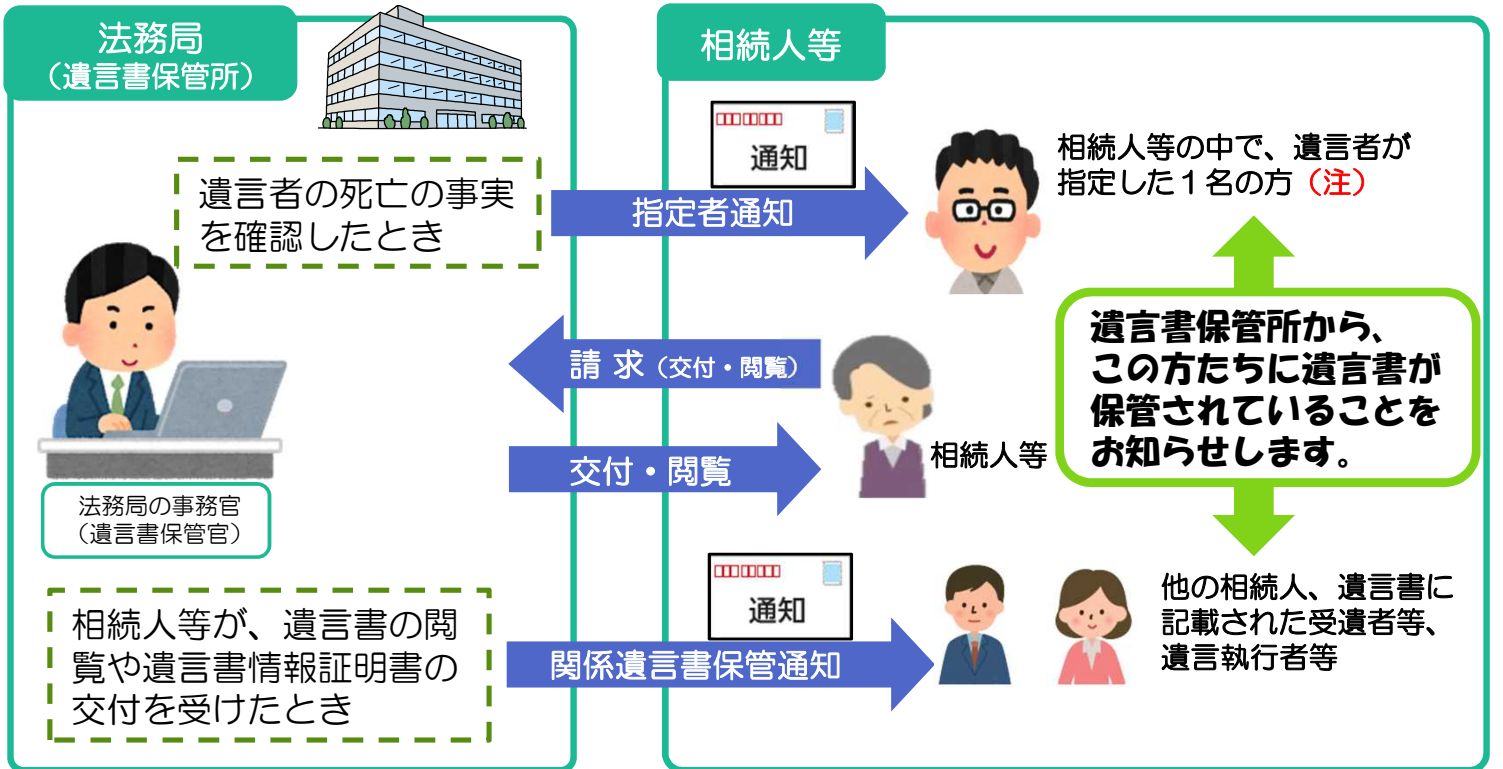 法務局
（遺言書保管所）
相続人等
遺言者の死亡の事実
を確認したとき
通知
指定者通知
相続人等の中で、遺言者が
指定した１名の方（注）
請 求（交付・閲覧）
交付・閲覧
相続人等
遺言書保管所から、
この方たちに遺言書が
保管されていることを
お知らせします。
法務局の事務官
（遺言書保管官）
相続人等が、遺言書の閲
覧や遺言書情報証明書の
交付を受けたとき
通知
関係遺言書保管通知
他の相続人、遺言書に
記載された受遺者等、
遺言執行者等